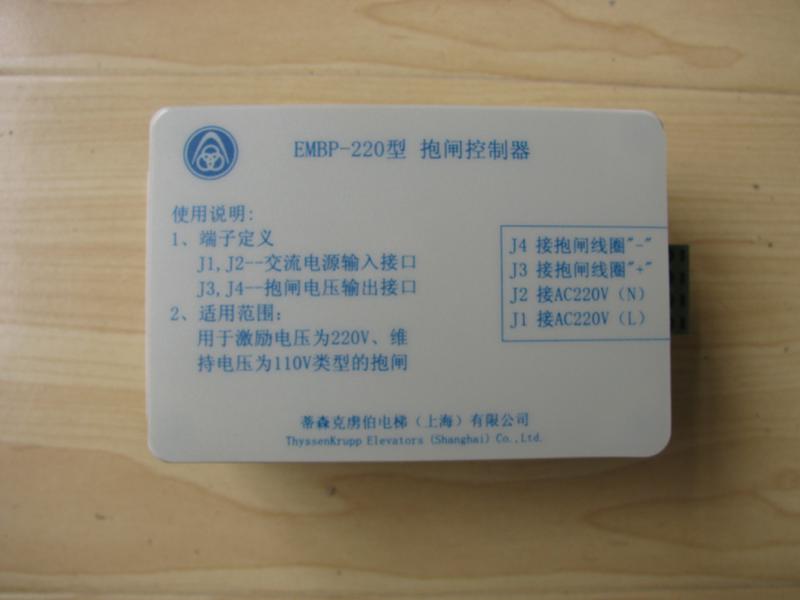 EMBP-220型 抱闸控制器
使用说明:
1、端子定义
J1,J2--交流电源输入接口
J3,J4--抱闸电压输出接口
2、适用范围:
用于激励电压为220V、维
持电压为110V类型的抱闸
J4 接抱闸线圈"-"
J3 接抱闸线圈"+"
J2 接AC220V（N）
J1 接AC220V（L）
蒂森克虏伯电梯（上海）有限公司
ThyssenKrupp Elevators (Shanghai) Co.,Ltd.